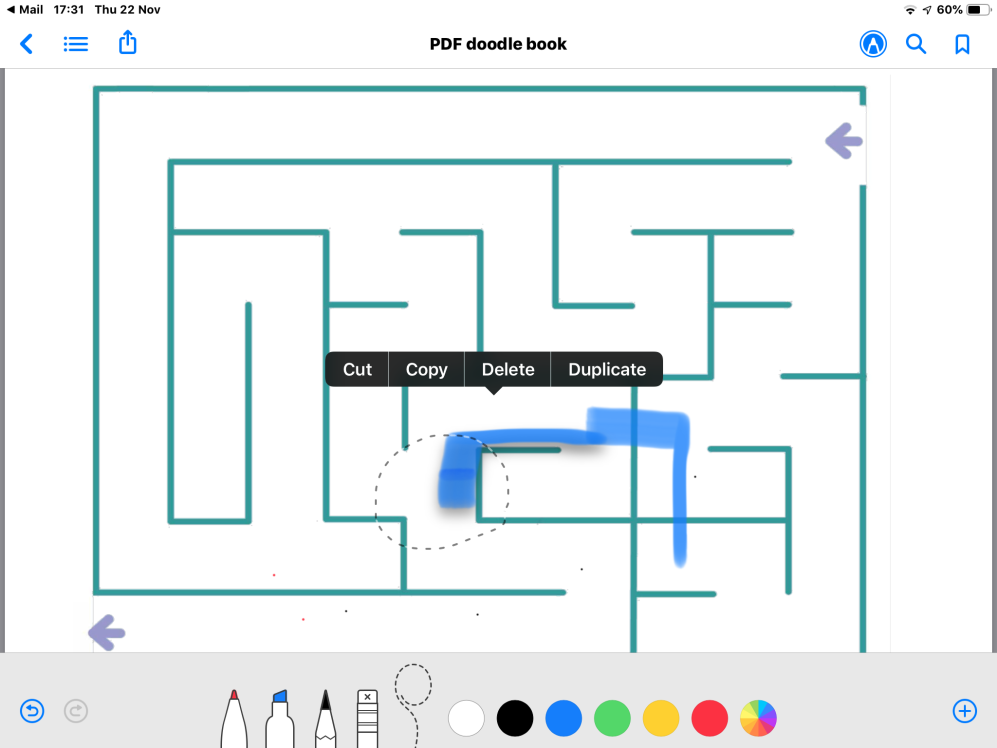 Mail 17:31 Thu 22 Nov 60%
PDF doodle book
Cut Copy Delete Duplicate